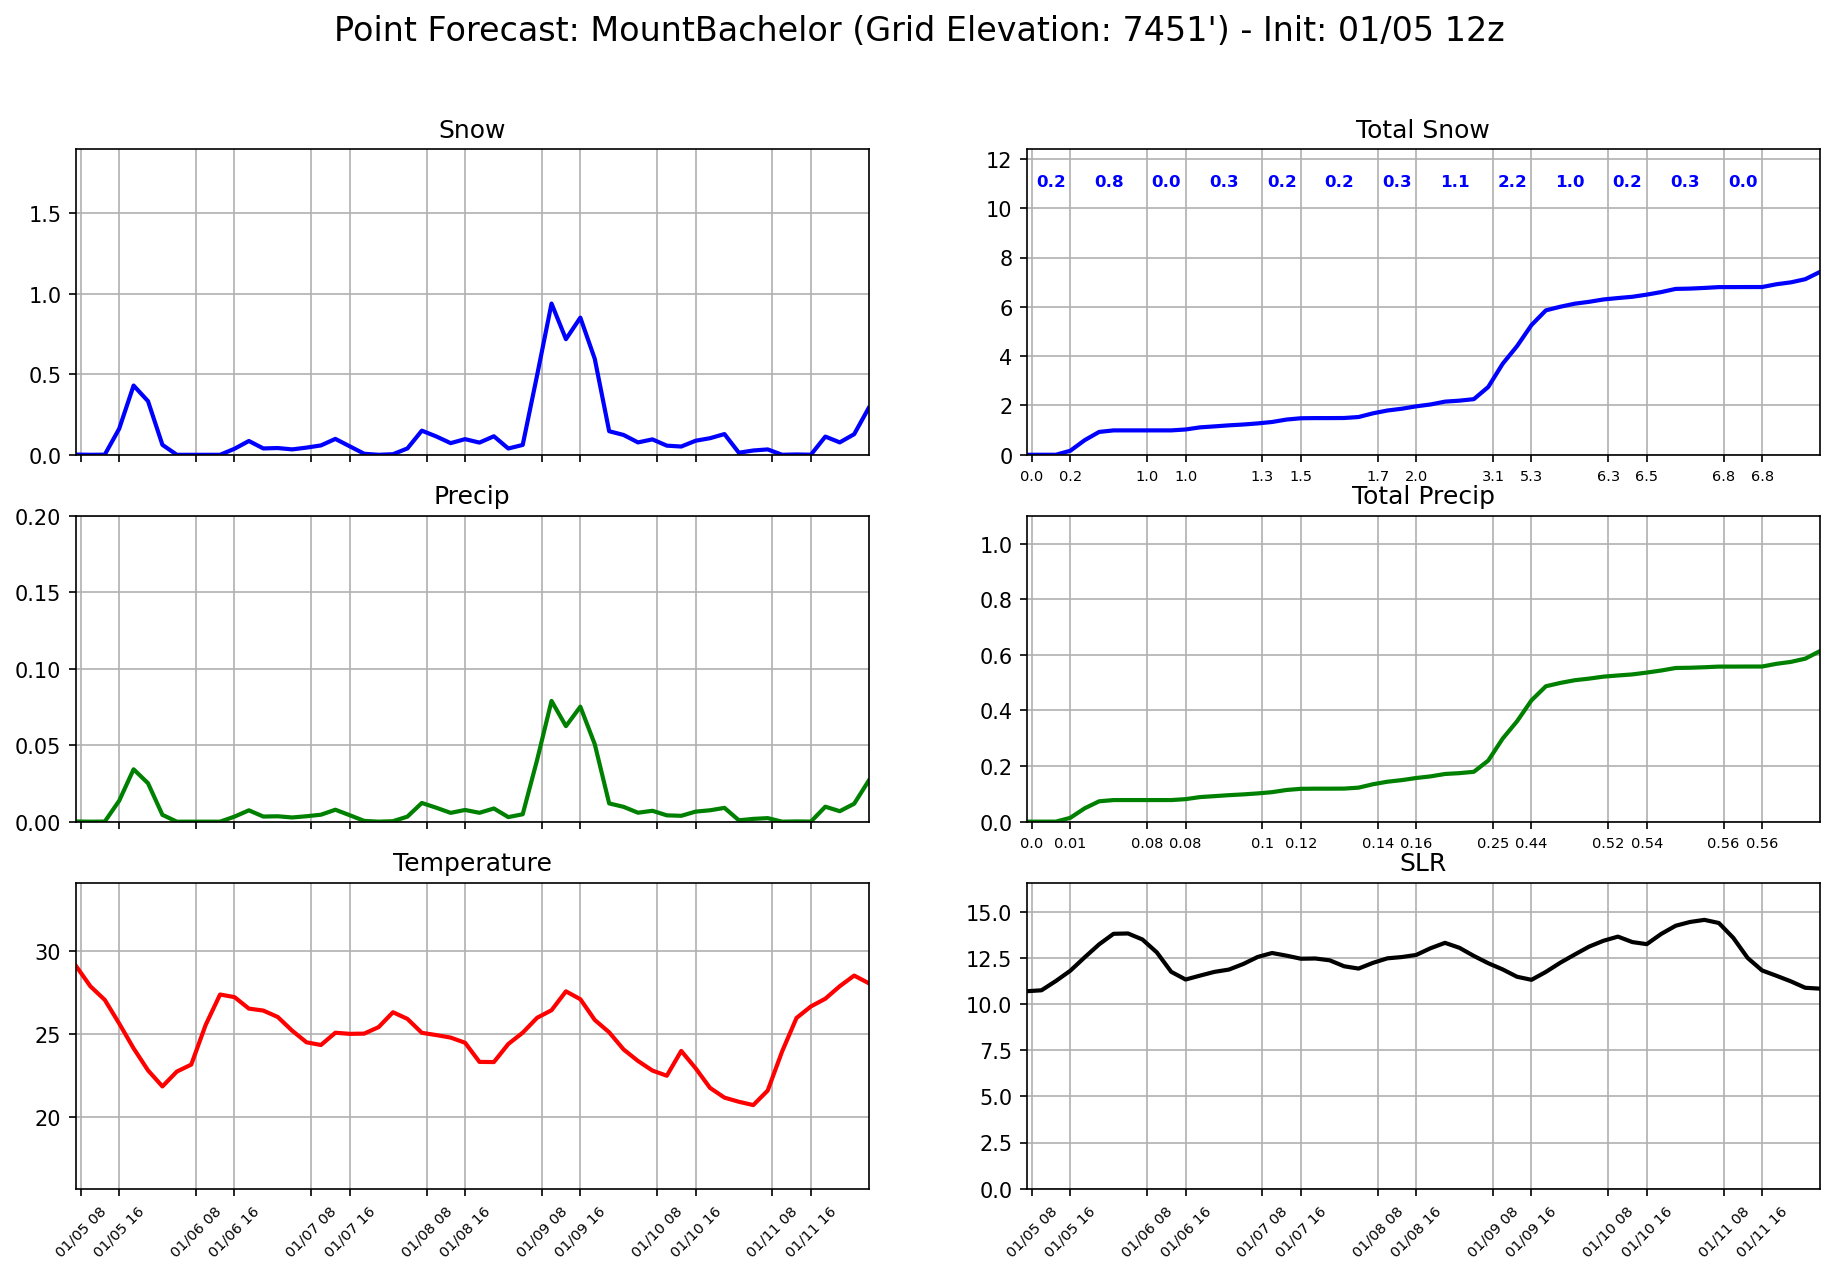 Point Forecast: MountBachelor (Grid Elevation: 7451') - Init: 01/05 12z
Snow
1.5
1.0
0.5
0.0
Total Snow
12
10
8
6
4
2
0
0.2 0.8 0.0 0.3 0.2 0.2 0.3 1.1 2.2 1.0 0.2 0.3 0.0
0.0 0.2 1.0 1.0 1.3 1.5 1.7 2.0 3.1 5.3 6.3 6.5 6.8 6.8
Precip
0.20
0.15
0.10
0.05
0.00
Total Precip
1.0
0.8
0.6
0.4
0.2
0.0
0.0 0.01 0.08 0.08 0.1 0.12 0.14 0.16 0.25 0.44 0.52 0.54 0.56 0.56
Temperature
30
25
20
01/05 08 01/05 16 01/06 08 01/06 16 01/07 08 01/07 16 01/08 08 01/08 16 01/09 08 01/09 16 01/10 08 01/10 16 01/11 08 01/11 16
SLR
15.0
12.5
10.0
7.5
5.0
2.5
0.0
01/05 08 01/05 16 01/06 08 01/06 16 01/07 08 01/07 16 01/08 08 01/08 16 01/09 08 01/09 16 01/10 08 01/10 16 01/11 08 01/11 16